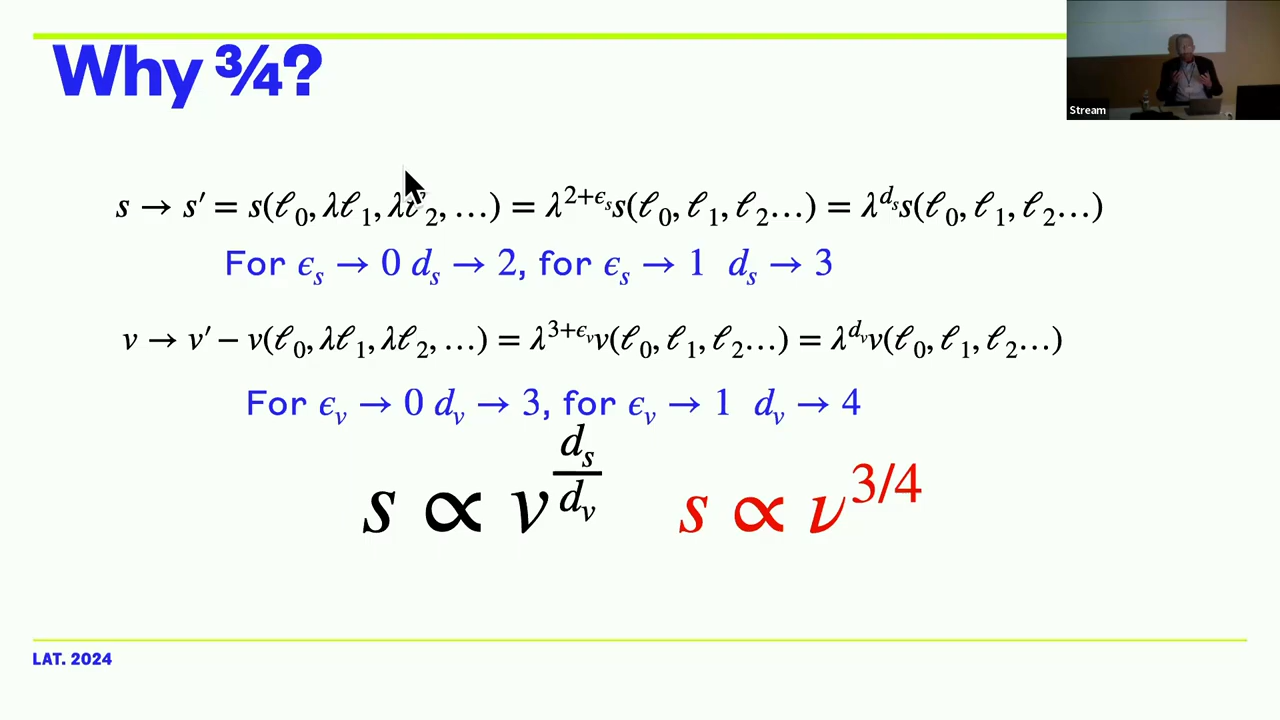 Why ¾?
Stream
s → s′ = s(ℓ₀, λℓ₁, λℓ₂, …) = λ^{2+ϵ_s}s(ℓ₀, ℓ₁, ℓ₂…) = λ^{d_s}s(ℓ₀, ℓ₁, ℓ₂…)
For ϵ_s → 0 d_s → 2, for ϵ_s → 1 d_s → 3
v → v′ − v(ℓ₀, λℓ₁, λℓ₂, …) = λ^{3+ϵ_v}v(ℓ₀, ℓ₁, ℓ₂…) = λ^{d_v}v(ℓ₀, ℓ₁, ℓ₂…)
For ϵ_v → 0 d_v → 3, for ϵ_v → 1 d_v → 4
s ∝ v^{d_s/d_v} s ∝ ν^{3/4}
LAT. 2024